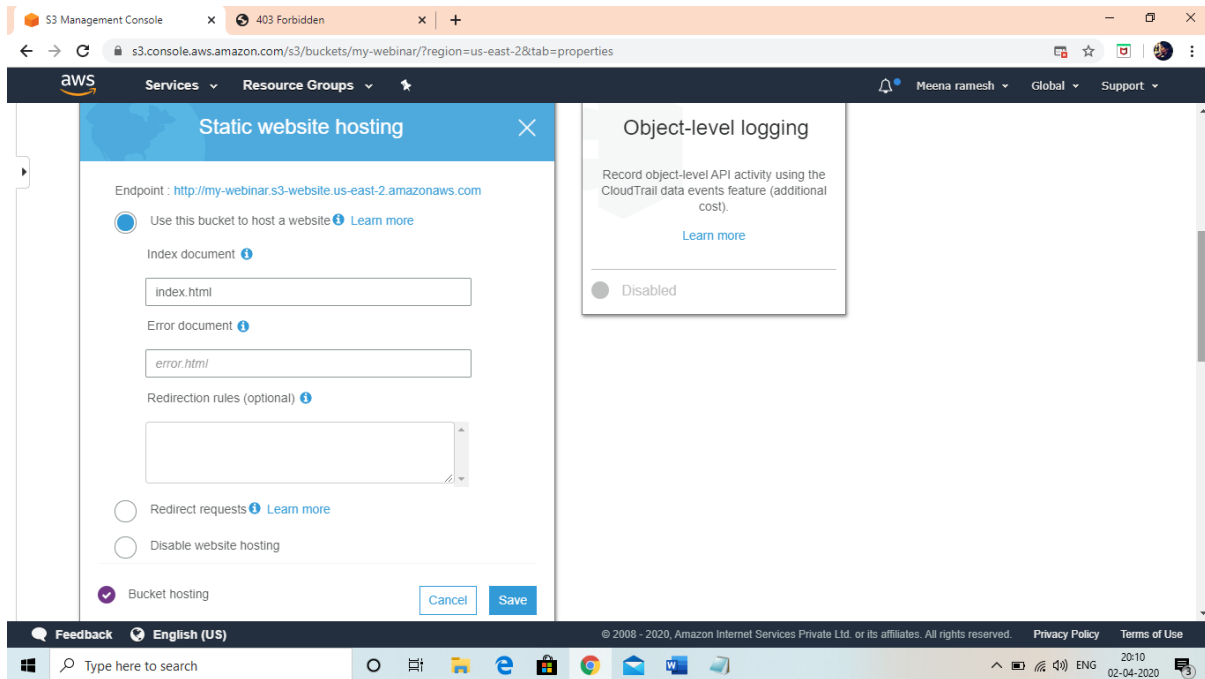 S3 Management Console
403 Forbidden
s3.console.aws.amazon.com/s3/buckets/my-webinar/?region=us-east-2&tab=properties
aws Services Resource Groups Meena ramesh Global Support
Static website hosting
Endpoint : http://my-webinar.s3-website.us-east-2.amazonaws.com
Use this bucket to host a website Learn more
Index document
index.html
Error document
error.html
Redirection rules (optional)
Redirect requests Learn more
Disable website hosting
Bucket hosting
Cancel Save
Object-level logging
Record object-level API activity using the
CloudTrail data events feature (additional
cost).
Learn more
Disabled
Feedback English (US) © 2008 - 2020, Amazon Internet Services Private Ltd. or its affiliates. All rights reserved. Privacy Policy Terms of Use
Type here to search
ENG
20:10
02-04-2020
3